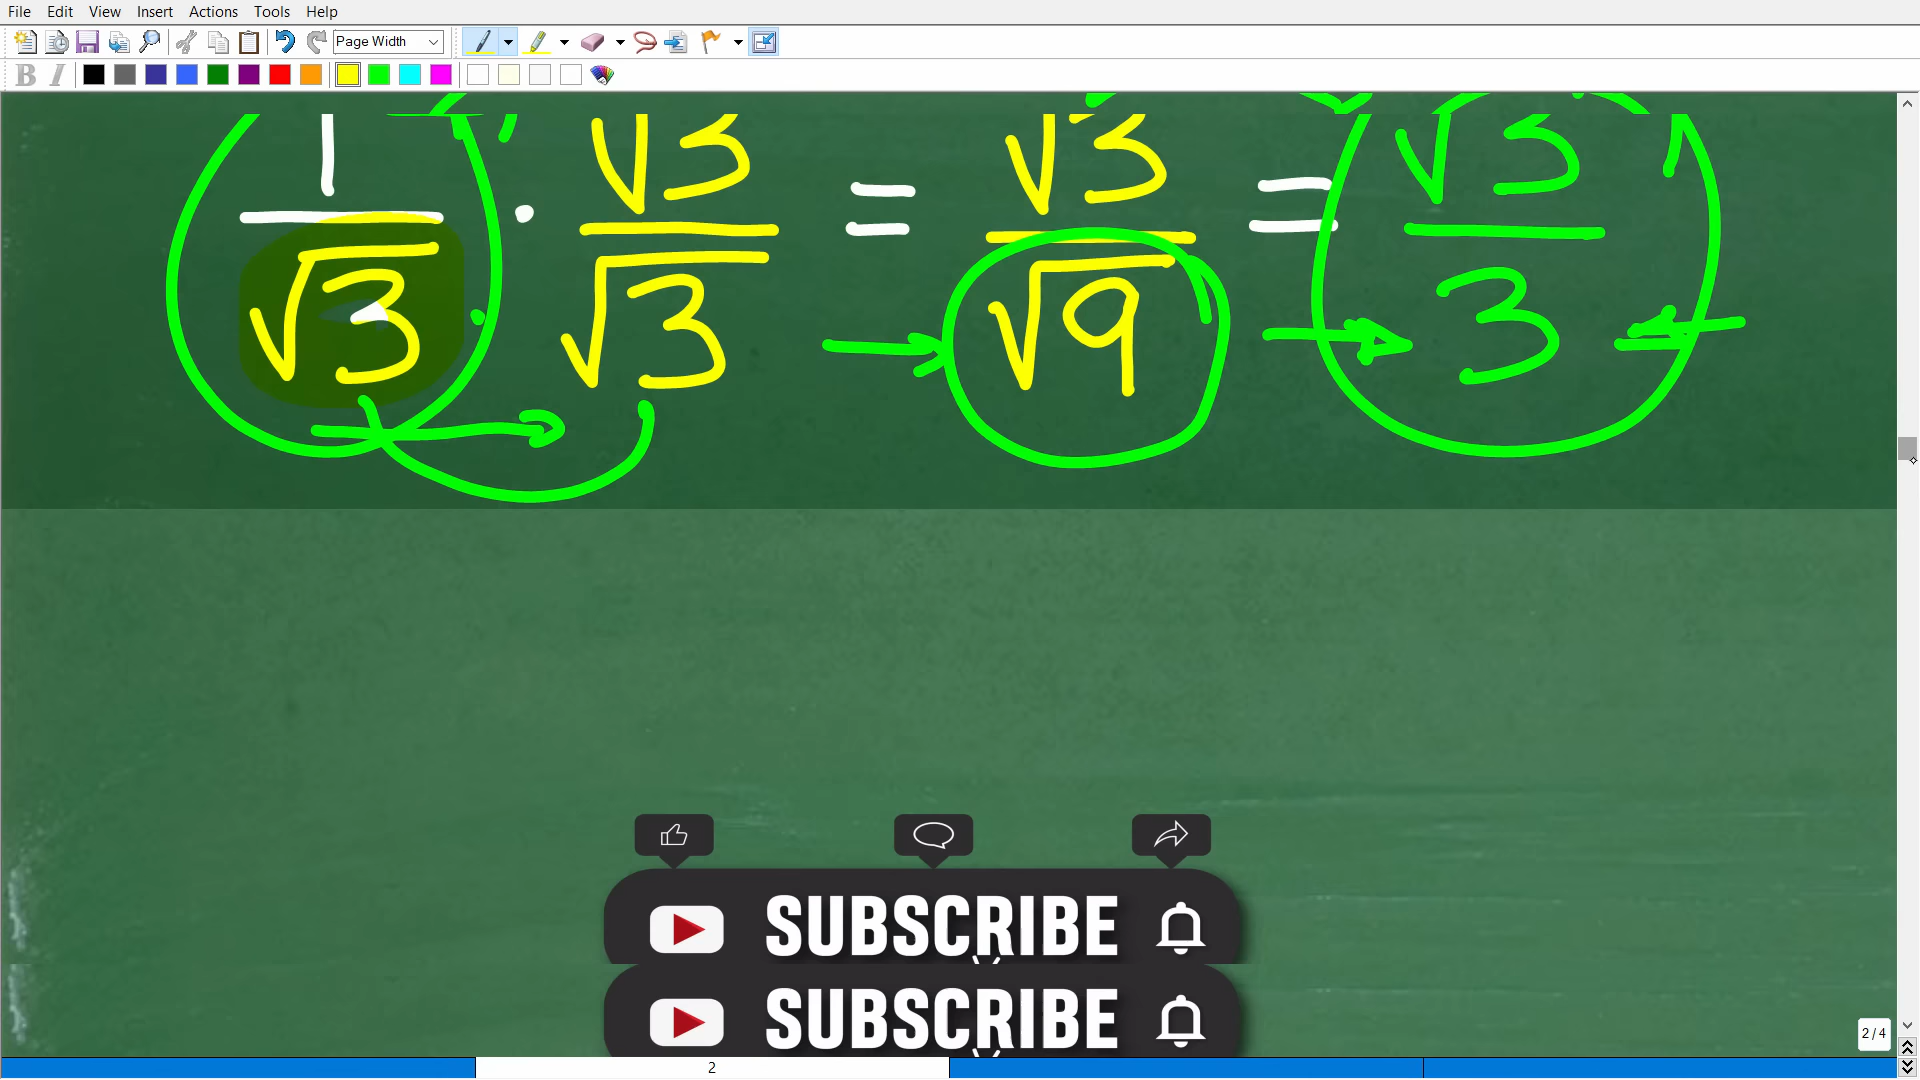 File Edit View Insert Actions Tools Help
Page Width
B I
1 √3 √3 √3
· = =
√3 √3 √9 3
SUBSCRIBE
SUBSCRIBE
2 / 4
2